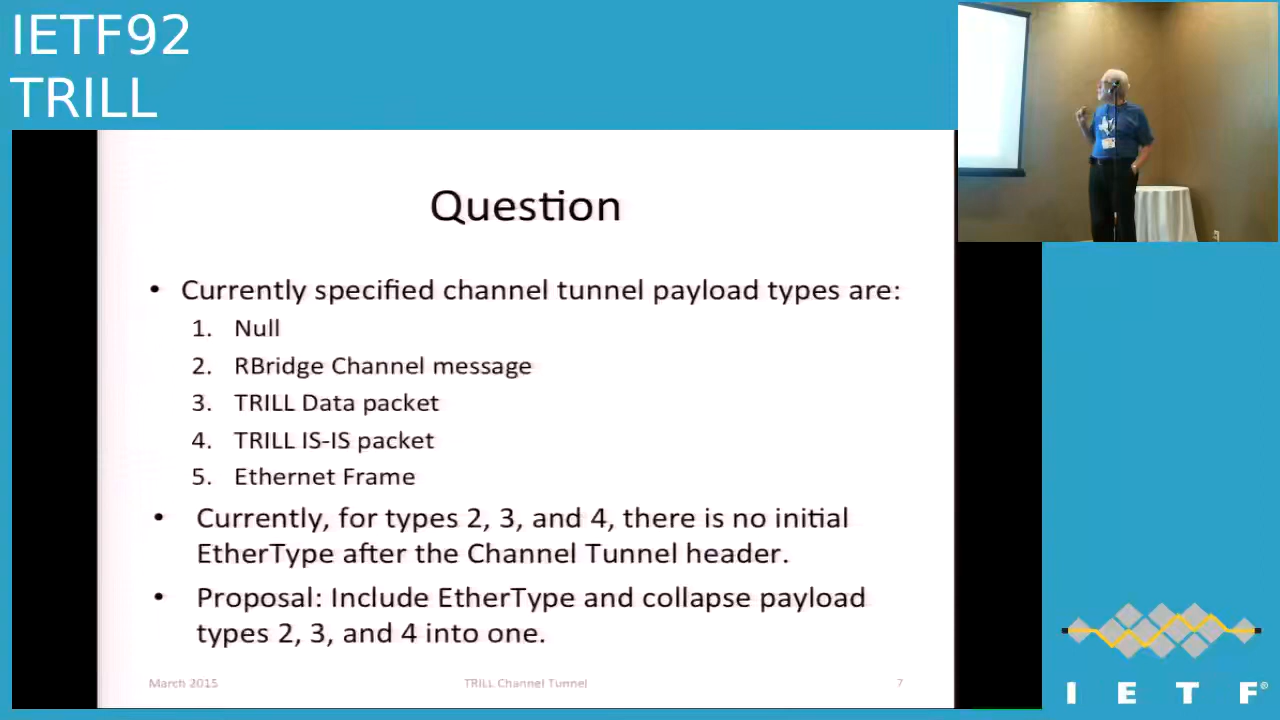 IETF92
TRILL
Question
• Currently specified channel tunnel payload types are:
1. Null
2. RBridge Channel message
3. TRILL Data packet
4. TRILL IS-IS packet
5. Ethernet Frame
• Currently, for types 2, 3, and 4, there is no initial
EtherType after the Channel Tunnel header.
• Proposal: Include EtherType and collapse payload
types 2, 3, and 4 into one.
March 2015
TRILL Channel Tunnel
7
I E T F®